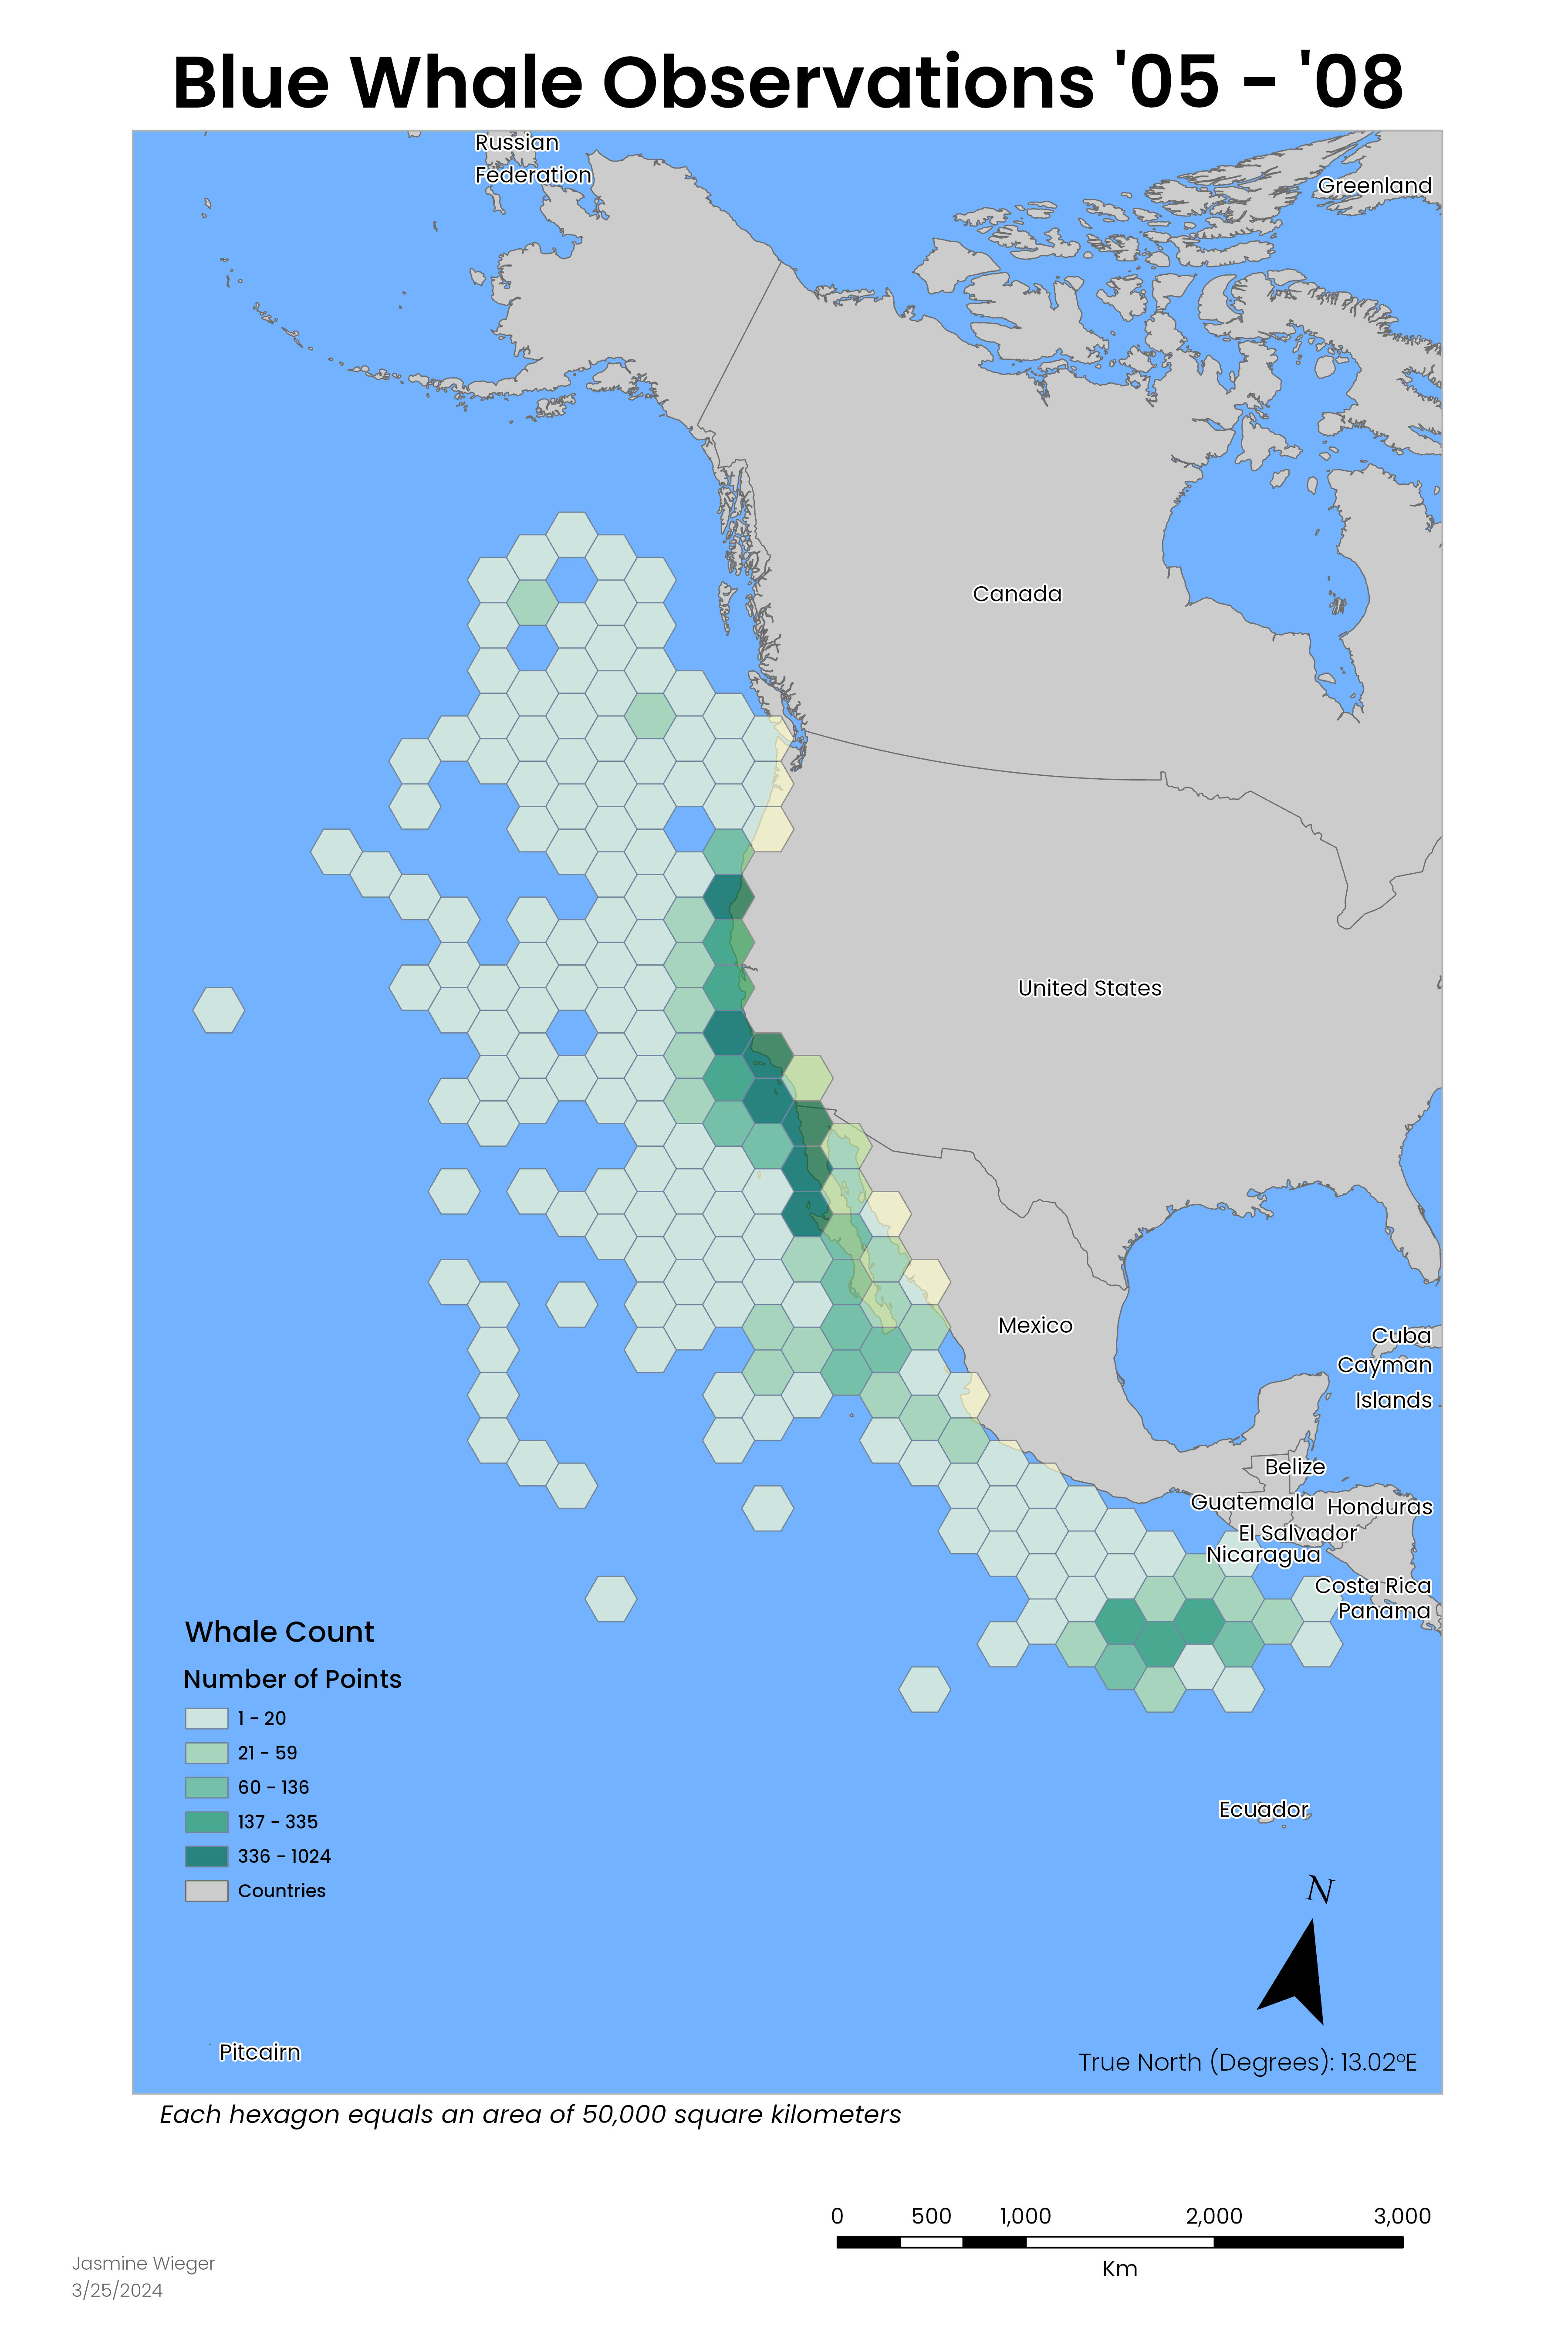 Blue Whale Observations '05 - '08
Russian
Federation
Greenland
Canada
United States
Mexico
Cuba
Cayman
Islands
Belize
Guatemala
Honduras
El Salvador
Nicaragua
Costa Rica
Panama
Whale Count
Number of Points
1 - 20
21 - 59
60 - 136
137 - 335
336 - 1024
Countries
Ecuador
N
Pitcairn
True North (Degrees): 13.02°E
Each hexagon equals an area of 50,000 square kilometers
0 500 1,000 2,000 3,000
Km
Jasmine Wieger
3/25/2024